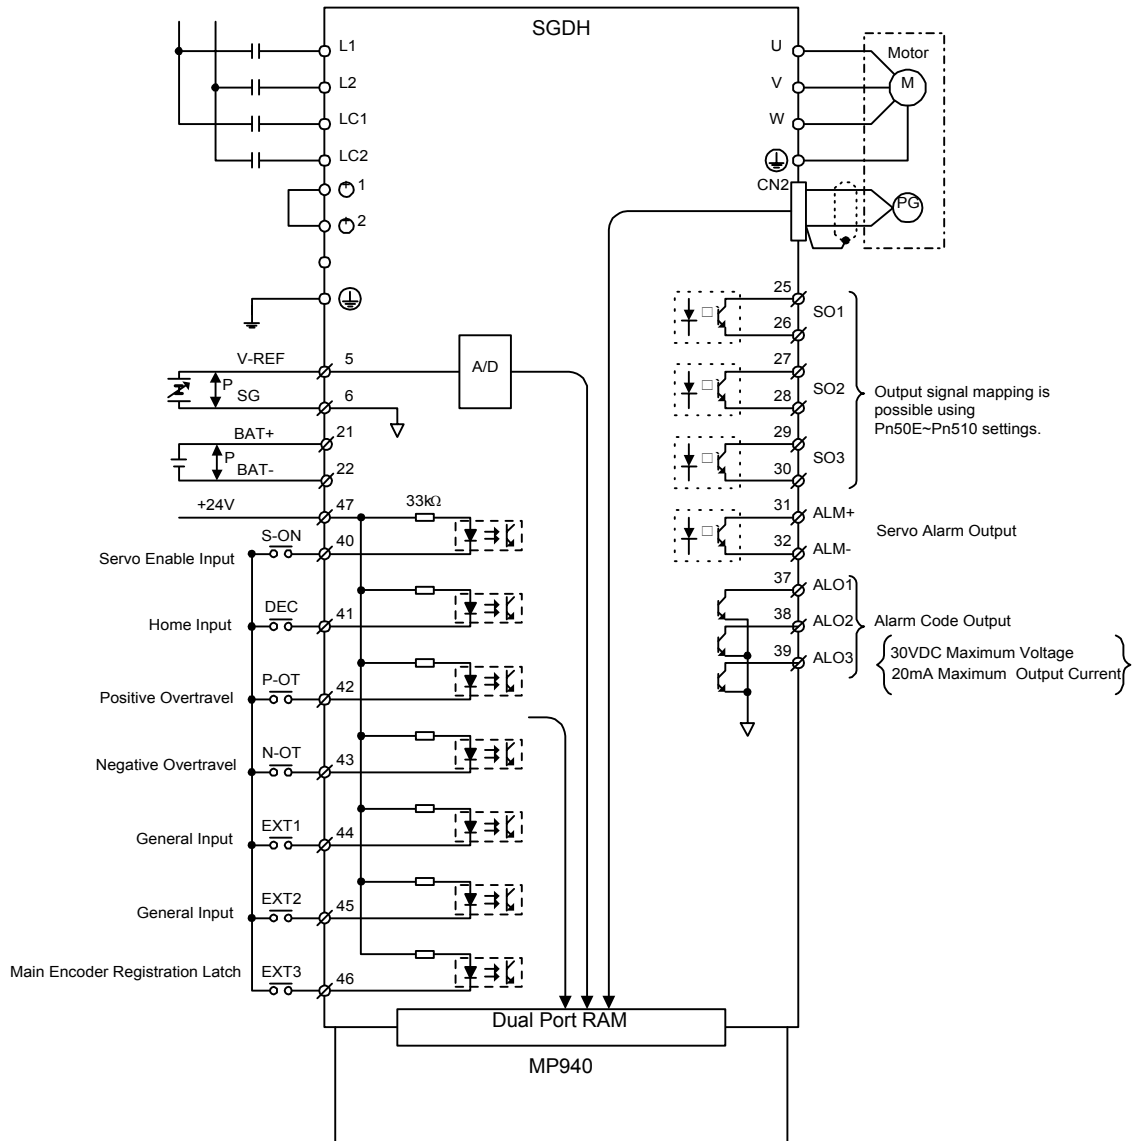 SGDH
L1
L2
LC1
LC2
1
2
U
V
W
Motor
M
CN2
PG
V-REF
5
P
SG
6
A/D
BAT+
21
P
BAT-
22
+24V
47
33kΩ
S-ON
40
Servo Enable Input
DEC
41
Home Input
P-OT
42
Positive Overtravel
N-OT
43
Negative Overtravel
EXT1
44
General Input
EXT2
45
General Input
EXT3
46
Main Encoder Registration Latch
25
SO1
26
27
SO2
28
29
SO3
30
Output signal mapping is
possible using
Pn50E~Pn510 settings.
31
ALM+
32
ALM-
Servo Alarm Output
37
ALO1
38
ALO2
39
ALO3
Alarm Code Output
30VDC Maximum Voltage
20mA Maximum Output Current
Dual Port RAM
MP940